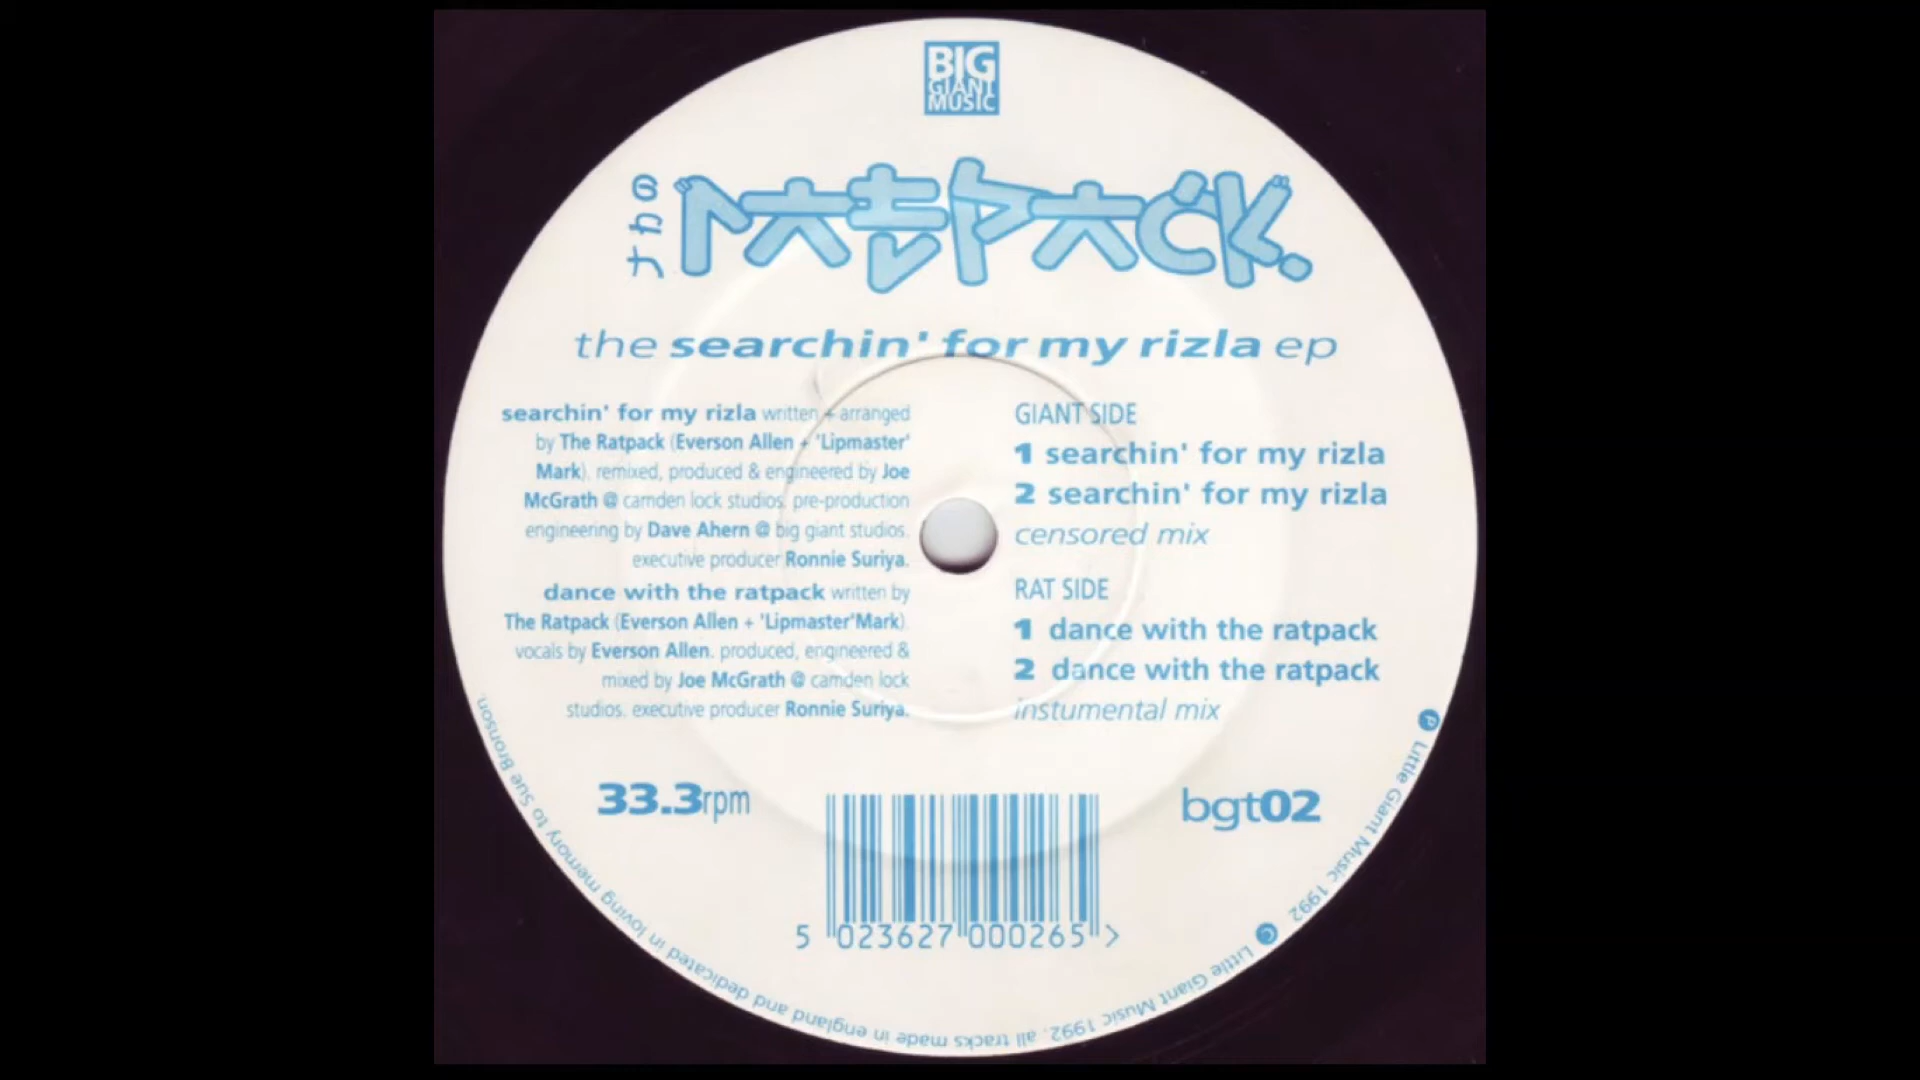 BIG
GIANT
MUSIC
the RATPACK.
the searchin' for my rizla ep
searchin' for my rizla written + arranged
by The Ratpack (Everson Allen + 'Lipmaster'
Mark). remixed, produced & engineered by Joe
McGrath @ camden lock studios. pre-production
engineering by Dave Ahern @ big giant studios.
executive producer Ronnie Suriya.
dance with the ratpack written by
The Ratpack (Everson Allen + 'Lipmaster'Mark).
vocals by Everson Allen. produced, engineered &
mixed by Joe McGrath @ camden lock
studios. executive producer Ronnie Suriya.
GIANT SIDE
1 searchin' for my rizla
2 searchin' for my rizla
censored mix
RAT SIDE
1 dance with the ratpack
2 dance with the ratpack
instumental mix
33.3rpm
bgt02
5 023627 000265 >
℗ Little Giant Music 1992 © Little Giant Music 1992. all tracks made in england and dedicated in loving memory to Sue Bronson.